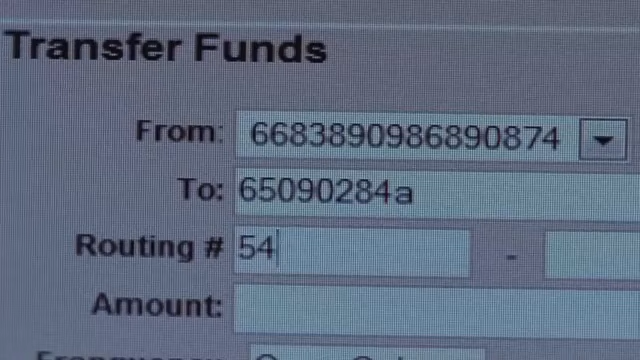 Transfer Funds
From: 6683890986890874
To: 65090284a
Routing # 54 -
Amount: